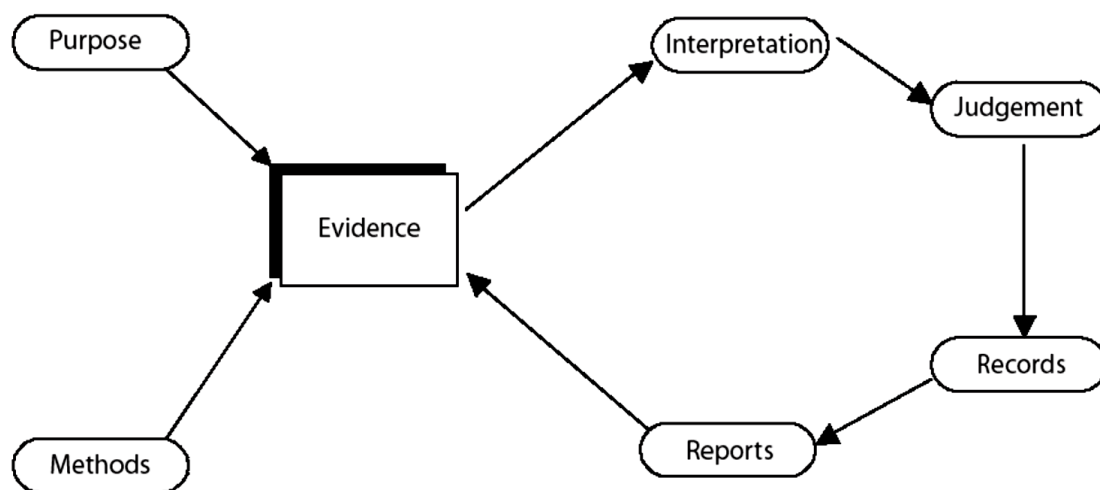 Purpose
Interpretation
Judgement
Evidence
Records
Reports
Methods